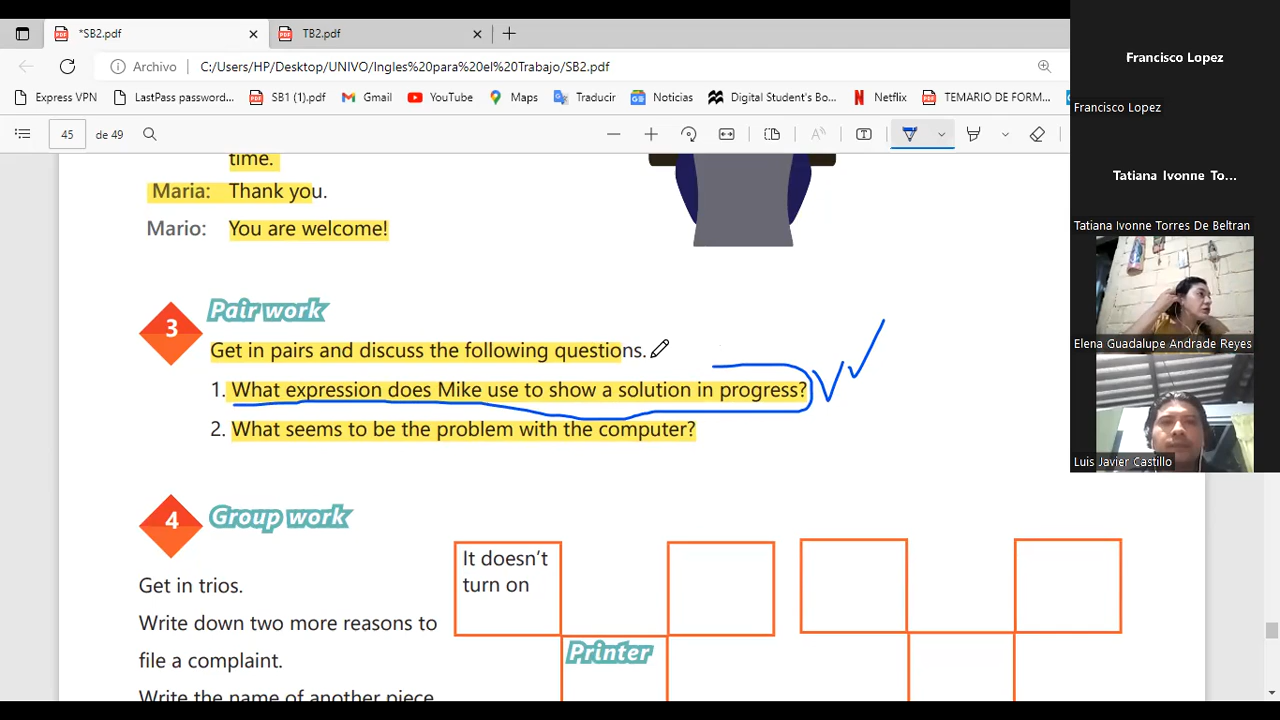 *SB2.pdf
TB2.pdf
Archivo
C:/Users/HP/Desktop/UNIVO/Ingles%20para%20el%20Trabajo/SB2.pdf
Express VPN
LastPass password...
SB1 (1).pdf
Gmail
YouTube
Maps
Traducir
Noticias
Digital Student's Bo...
Netflix
TEMARIO DE FORM...
45 de 49
time.
Maria: Thank you.
Mario: You are welcome!
3 Pair work
Get in pairs and discuss the following questions.
1. What expression does Mike use to show a solution in progress?
2. What seems to be the problem with the computer?
4 Group work
Get in trios.
Write down two more reasons to
file a complaint.
Write the name of another piece
It doesn't
turn on
Printer
Francisco Lopez
Francisco Lopez
Tatiana Ivonne To...
Tatiana Ivonne Torres De Beltran
Elena Guadalupe Andrade Reyes
Luis Javier Castillo